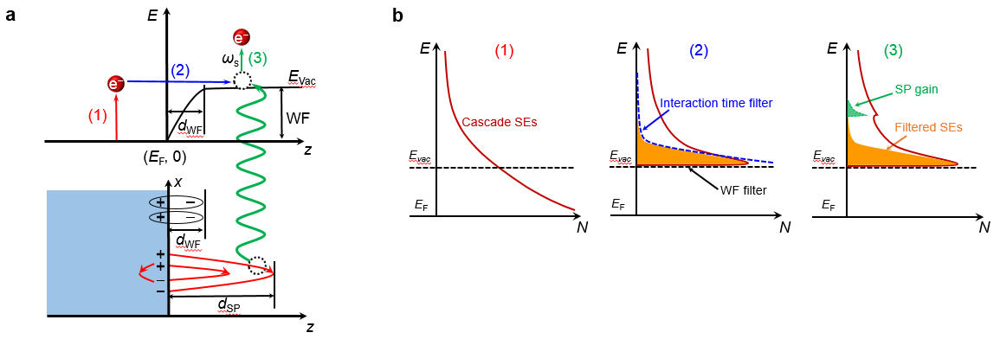 a
E
e⁻
ωs
(3)
(2)
e⁻
EVac
(1)
dWF
WF
z
(EF, 0)
x
+ −
+ −
dWF
+
+
−
−
dSP
z
b
E
(1)
Cascade SEs
Evac
EF
N
E
(2)
Interaction time filter
Evac
WF filter
EF
N
E
(3)
SP gain
Filtered SEs
Evac
EF
N